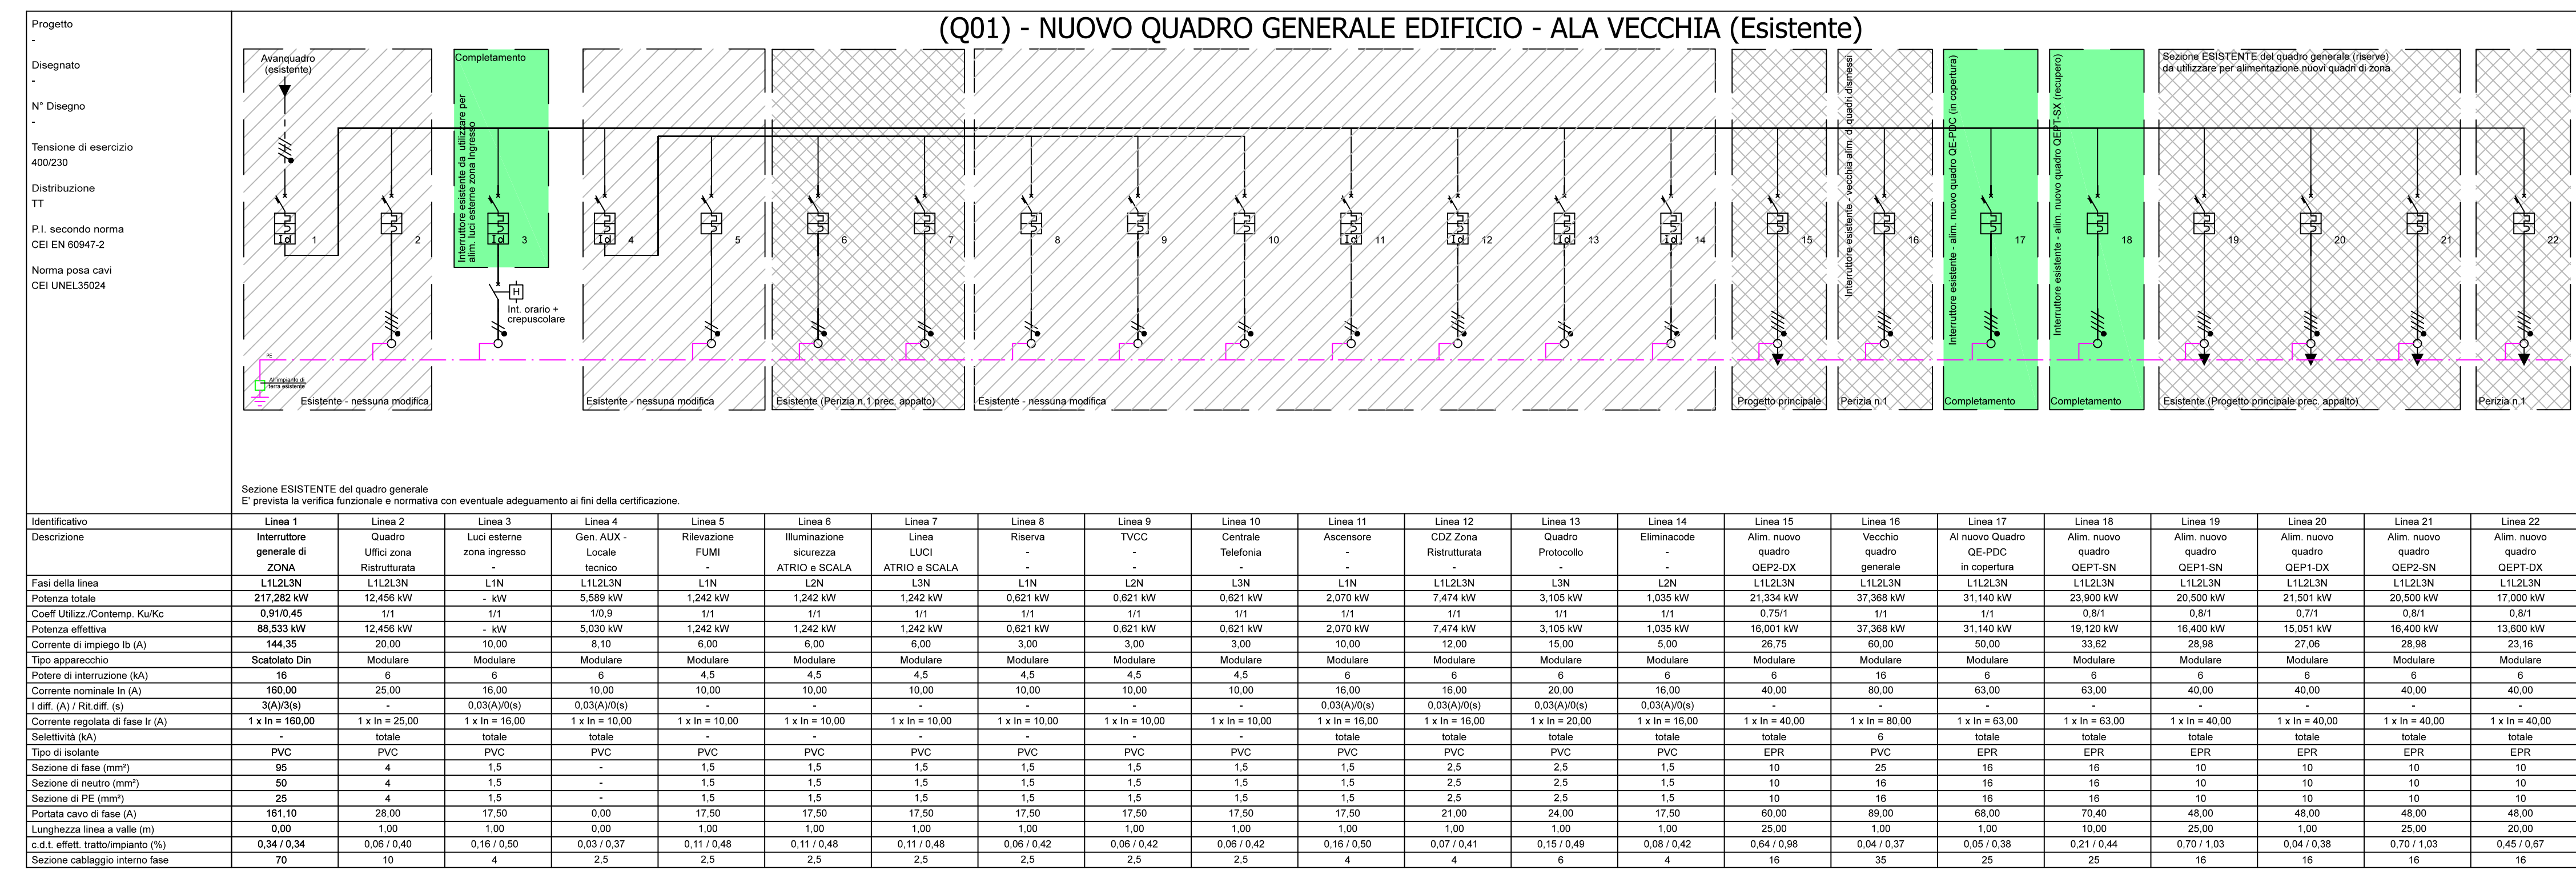 (Q01) - NUOVO QUADRO GENERALE EDIFICIO - ALA VECCHIA (Esistente)
Progetto
-
Disegnato
-
N° Disegno
-
Tensione di esercizio
400/230
Distribuzione
TT
P.I. secondo norma
CEI EN 60947-2
Norma posa cavi
CEI UNEL35024
Avanquadro
(esistente)
Completamento
Interruttore esistente da utilizzare per
alim. luci esterne zona Ingresso
Interruttore esistente - vecchia alim. di quadri dismessi
Interruttore esistente - alim. nuovo quadro QE-PDC (in copertura)
Interruttore esistente - alim. nuovo quadro QEPT-SX (recupero)
Sezione ESISTENTE del quadro generale (riserve)
da utilizzare per alimentazione nuovi quadri di zona
Id 1
2
Id 3
Id 4
5
6
7
8
9
10
Id 11
Id 12
Id 13
Id 14
15
16
17
18
19
20
21
22
H
Int. orario +
crepuscolare
PE
All'impianto di
terra esistente
Esistente - nessuna modifica
Esistente - nessuna modifica
Esistente (Perizia n.1 prec. appalto)
Esistente - nessuna modifica
Progetto principale
Perizia n.1
Completamento
Completamento
Esistente (Progetto principale prec. appalto)
Perizia n.1
Sezione ESISTENTE del quadro generale
E' prevista la verifica funzionale e normativa con eventuale adeguamento ai fini della certificazione.
Identificativo Linea 1 Linea 2 Linea 3 Linea 4 Linea 5 Linea 6 Linea 7 Linea 8 Linea 9 Linea 10 Linea 11 Linea 12 Linea 13 Linea 14 Linea 15 Linea 16 Linea 17 Linea 18 Linea 19 Linea 20 Linea 21 Linea 22
Descrizione Interruttore Quadro Luci esterne Gen. AUX - Rilevazione Illuminazione Linea Riserva TVCC Centrale Ascensore CDZ Zona Quadro Eliminacode Alim. nuovo Vecchio Al nuovo Quadro Alim. nuovo Alim. nuovo Alim. nuovo Alim. nuovo Alim. nuovo
generale di Uffici zona zona ingresso Locale FUMI sicurezza LUCI - - Telefonia - Ristrutturata Protocollo - quadro quadro QE-PDC quadro quadro quadro quadro quadro
ZONA Ristrutturata - tecnico - ATRIO e SCALA ATRIO e SCALA - - - - - - - QEP2-DX generale in copertura QEPT-SN QEP1-SN QEP1-DX QEP2-SN QEPT-DX
Fasi della linea L1L2L3N L1L2L3N L1N L1L2L3N L1N L2N L3N L1N L2N L3N L1N L1L2L3N L3N L2N L1L2L3N L1L2L3N L1L2L3N L1L2L3N L1L2L3N L1L2L3N L1L2L3N L1L2L3N
Potenza totale 217,282 kW 12,456 kW - kW 5,589 kW 1,242 kW 1,242 kW 1,242 kW 0,621 kW 0,621 kW 0,621 kW 2,070 kW 7,474 kW 3,105 kW 1,035 kW 21,334 kW 37,368 kW 31,140 kW 23,900 kW 20,500 kW 21,501 kW 20,500 kW 17,000 kW
Coeff Utilizz./Contemp. Ku/Kc 0,91/0,45 1/1 1/1 1/0,9 1/1 1/1 1/1 1/1 1/1 1/1 1/1 1/1 1/1 1/1 0,75/1 1/1 1/1 0,8/1 0,8/1 0,7/1 0,8/1 0,8/1
Potenza effettiva 88,533 kW 12,456 kW - kW 5,030 kW 1,242 kW 1,242 kW 1,242 kW 0,621 kW 0,621 kW 0,621 kW 2,070 kW 7,474 kW 3,105 kW 1,035 kW 16,001 kW 37,368 kW 31,140 kW 19,120 kW 16,400 kW 15,051 kW 16,400 kW 13,600 kW
Corrente di impiego Ib (A) 144,35 20,00 10,00 8,10 6,00 6,00 6,00 3,00 3,00 3,00 10,00 12,00 15,00 5,00 26,75 60,00 50,00 33,62 28,98 27,06 28,98 23,16
Tipo apparecchio Scatolato Din Modulare Modulare Modulare Modulare Modulare Modulare Modulare Modulare Modulare Modulare Modulare Modulare Modulare Modulare Modulare Modulare Modulare Modulare Modulare Modulare Modulare
Potere di interruzione (kA) 16 6 6 6 4,5 4,5 4,5 4,5 4,5 4,5 6 6 6 6 6 16 6 6 6 6 6 6
Corrente nominale In (A) 160,00 25,00 16,00 10,00 10,00 10,00 10,00 10,00 10,00 10,00 16,00 16,00 20,00 16,00 40,00 80,00 63,00 63,00 40,00 40,00 40,00 40,00
I diff. (A) / Rit.diff. (s) 3(A)/3(s) - 0,03(A)/0(s) 0,03(A)/0(s) - - - - - - 0,03(A)/0(s) 0,03(A)/0(s) 0,03(A)/0(s) 0,03(A)/0(s) - - - - - - - -
Corrente regolata di fase Ir (A) 1 x In = 160,00 1 x In = 25,00 1 x In = 16,00 1 x In = 10,00 1 x In = 10,00 1 x In = 10,00 1 x In = 10,00 1 x In = 10,00 1 x In = 10,00 1 x In = 10,00 1 x In = 16,00 1 x In = 16,00 1 x In = 20,00 1 x In = 16,00 1 x In = 40,00 1 x In = 80,00 1 x In = 63,00 1 x In = 63,00 1 x In = 40,00 1 x In = 40,00 1 x In = 40,00 1 x In = 40,00
Selettività (kA) - totale totale totale - - - - - - totale totale totale totale totale 6 totale totale totale totale totale totale
Tipo di isolante PVC PVC PVC PVC PVC PVC PVC PVC PVC PVC PVC PVC PVC PVC EPR PVC EPR EPR EPR EPR EPR EPR
Sezione di fase (mm²) 95 4 1,5 - 1,5 1,5 1,5 1,5 1,5 1,5 1,5 2,5 2,5 1,5 10 25 16 16 10 10 10 10
Sezione di neutro (mm²) 50 4 1,5 - 1,5 1,5 1,5 1,5 1,5 1,5 1,5 2,5 2,5 1,5 10 16 16 16 10 10 10 10
Sezione di PE (mm²) 25 4 1,5 - 1,5 1,5 1,5 1,5 1,5 1,5 1,5 2,5 2,5 1,5 10 16 16 16 10 10 10 10
Portata cavo di fase (A) 161,10 28,00 17,50 0,00 17,50 17,50 17,50 17,50 17,50 17,50 17,50 21,00 24,00 17,50 60,00 89,00 68,00 70,40 48,00 48,00 48,00 48,00
Lunghezza linea a valle (m) 0,00 1,00 1,00 0,00 1,00 1,00 1,00 1,00 1,00 1,00 1,00 1,00 1,00 1,00 25,00 1,00 1,00 10,00 25,00 1,00 25,00 20,00
c.d.t. effett. tratto/impianto (%) 0,34 / 0,34 0,06 / 0,40 0,16 / 0,50 0,03 / 0,37 0,11 / 0,48 0,11 / 0,48 0,11 / 0,48 0,06 / 0,42 0,06 / 0,42 0,06 / 0,42 0,16 / 0,50 0,07 / 0,41 0,15 / 0,49 0,08 / 0,42 0,64 / 0,98 0,04 / 0,37 0,05 / 0,38 0,21 / 0,44 0,70 / 1,03 0,04 / 0,38 0,70 / 1,03 0,45 / 0,67
Sezione cablaggio interno fase 70 10 4 2,5 2,5 2,5 2,5 2,5 2,5 2,5 4 4 6 4 16 35 25 25 16 16 16 16